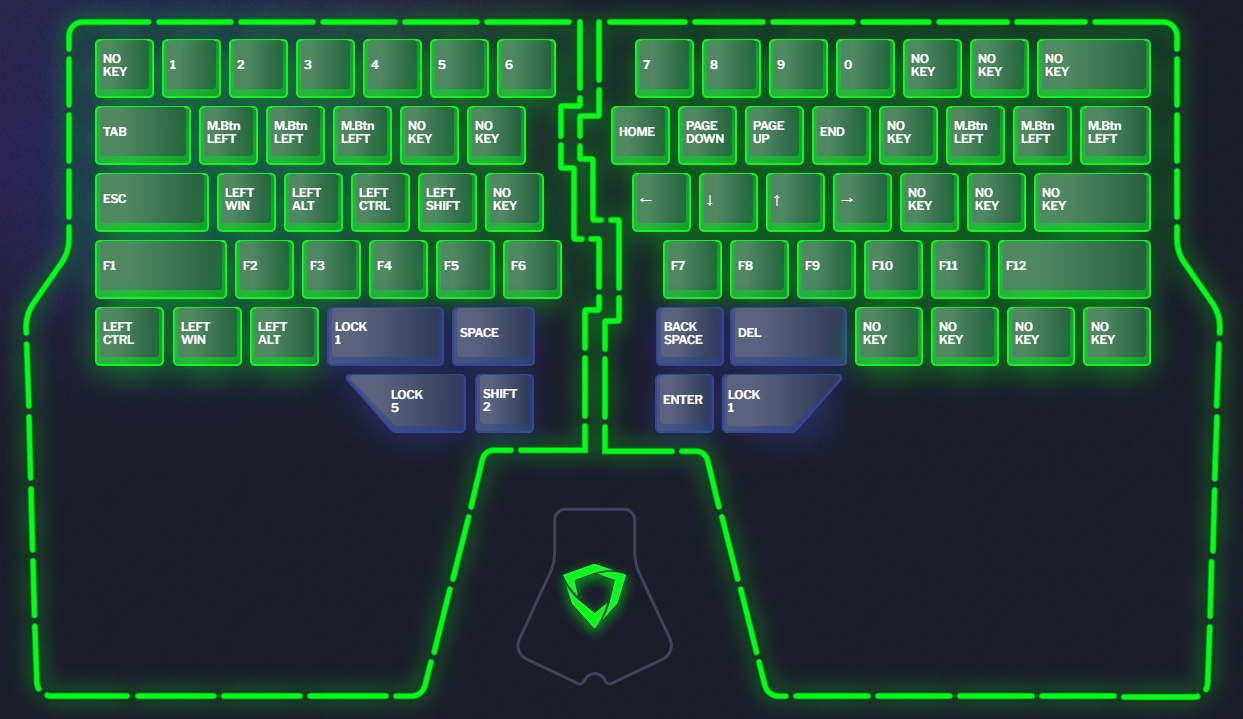 NO KEY 1 2 3 4 5 6 7 8 9 0 NO KEY NO KEY NO KEY
TAB M.Btn LEFT M.Btn LEFT M.Btn LEFT NO KEY NO KEY HOME PAGE DOWN PAGE UP END NO KEY M.Btn LEFT M.Btn LEFT M.Btn LEFT
ESC LEFT WIN LEFT ALT LEFT CTRL LEFT SHIFT NO KEY ← ↓ ↑ → NO KEY NO KEY NO KEY
F1 F2 F3 F4 F5 F6 F7 F8 F9 F10 F11 F12
LEFT CTRL LEFT WIN LEFT ALT LOCK 1 SPACE BACK SPACE DEL NO KEY NO KEY NO KEY NO KEY
LOCK 5 SHIFT 2 ENTER LOCK 1